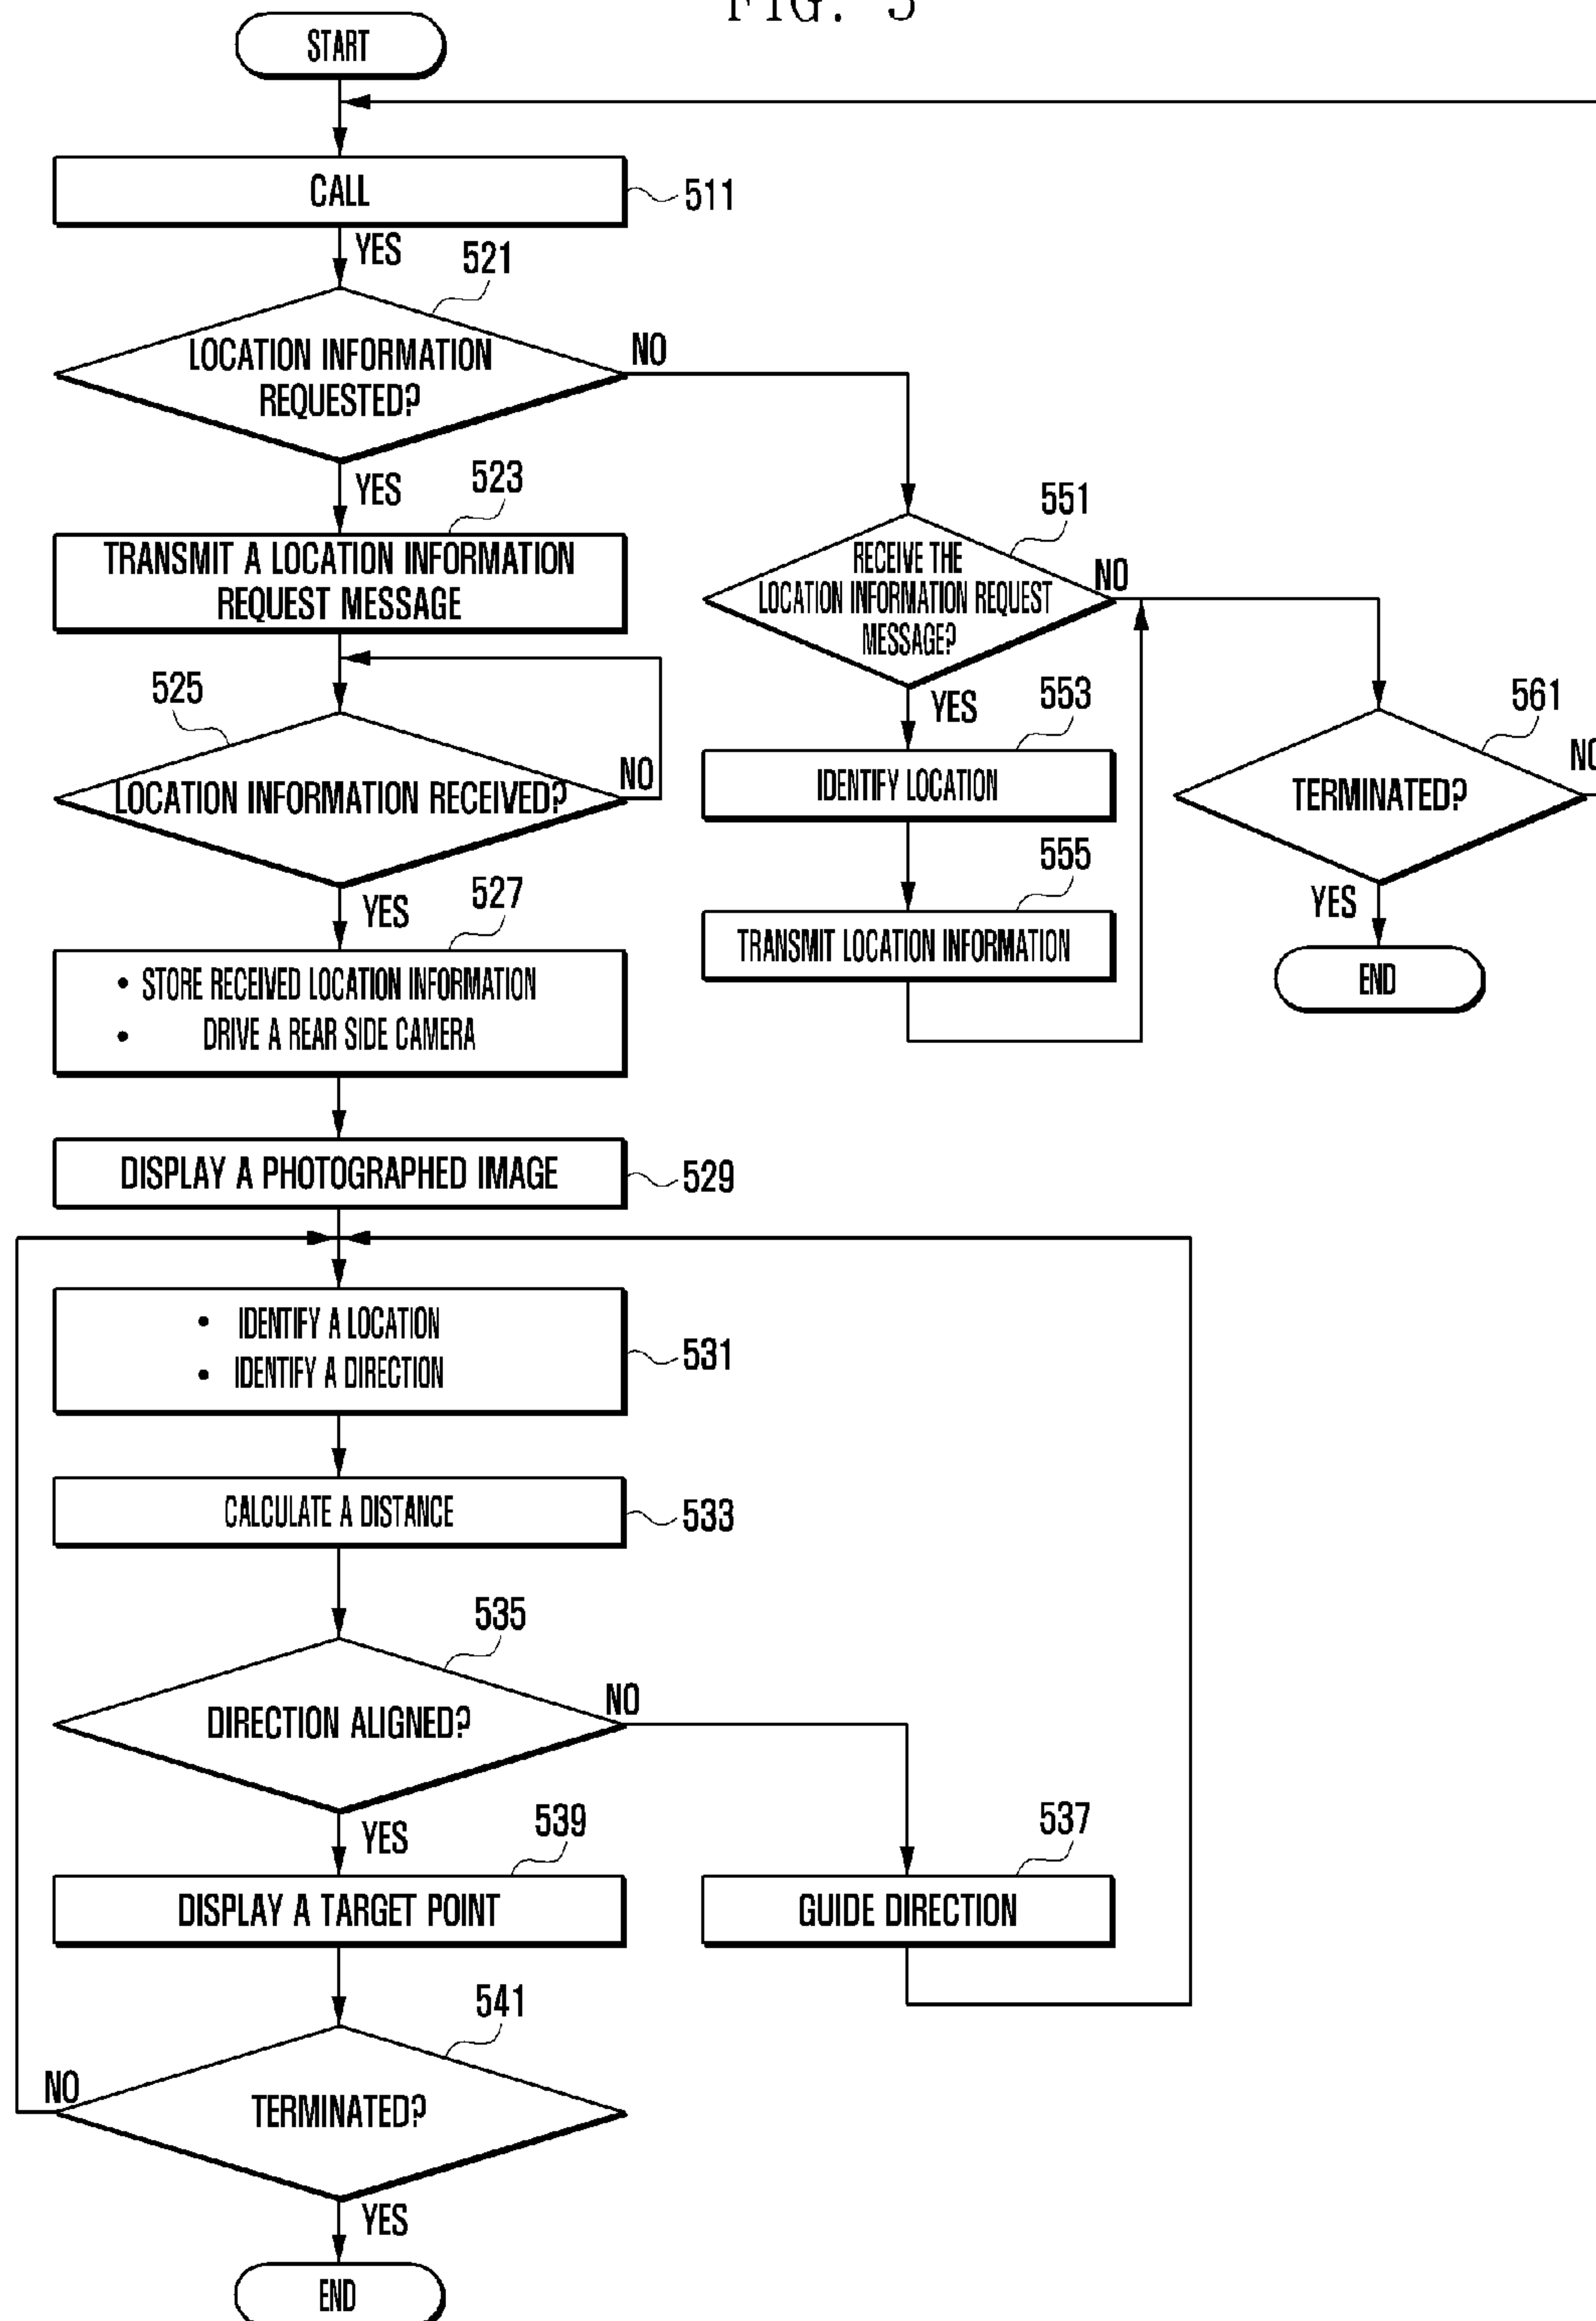 FIG. 5
START
CALL
511
YES
521
LOCATION INFORMATION
REQUESTED?
NO
YES
523
TRANSMIT A LOCATION INFORMATION
REQUEST MESSAGE
525
LOCATION INFORMATION RECEIVED?
NO
YES
527
• STORE RECEIVED LOCATION INFORMATION
• DRIVE A REAR SIDE CAMERA
DISPLAY A PHOTOGRAPHED IMAGE
529
• IDENTIFY A LOCATION
• IDENTIFY A DIRECTION
531
CALCULATE A DISTANCE
533
535
DIRECTION ALIGNED?
NO
YES
539
DISPLAY A TARGET POINT
537
GUIDE DIRECTION
541
TERMINATED?
NO
YES
END
551
RECEIVE THE
LOCATION INFORMATION REQUEST
MESSAGE?
NO
YES
553
IDENTIFY LOCATION
555
TRANSMIT LOCATION INFORMATION
561
TERMINATED?
NO
YES
END